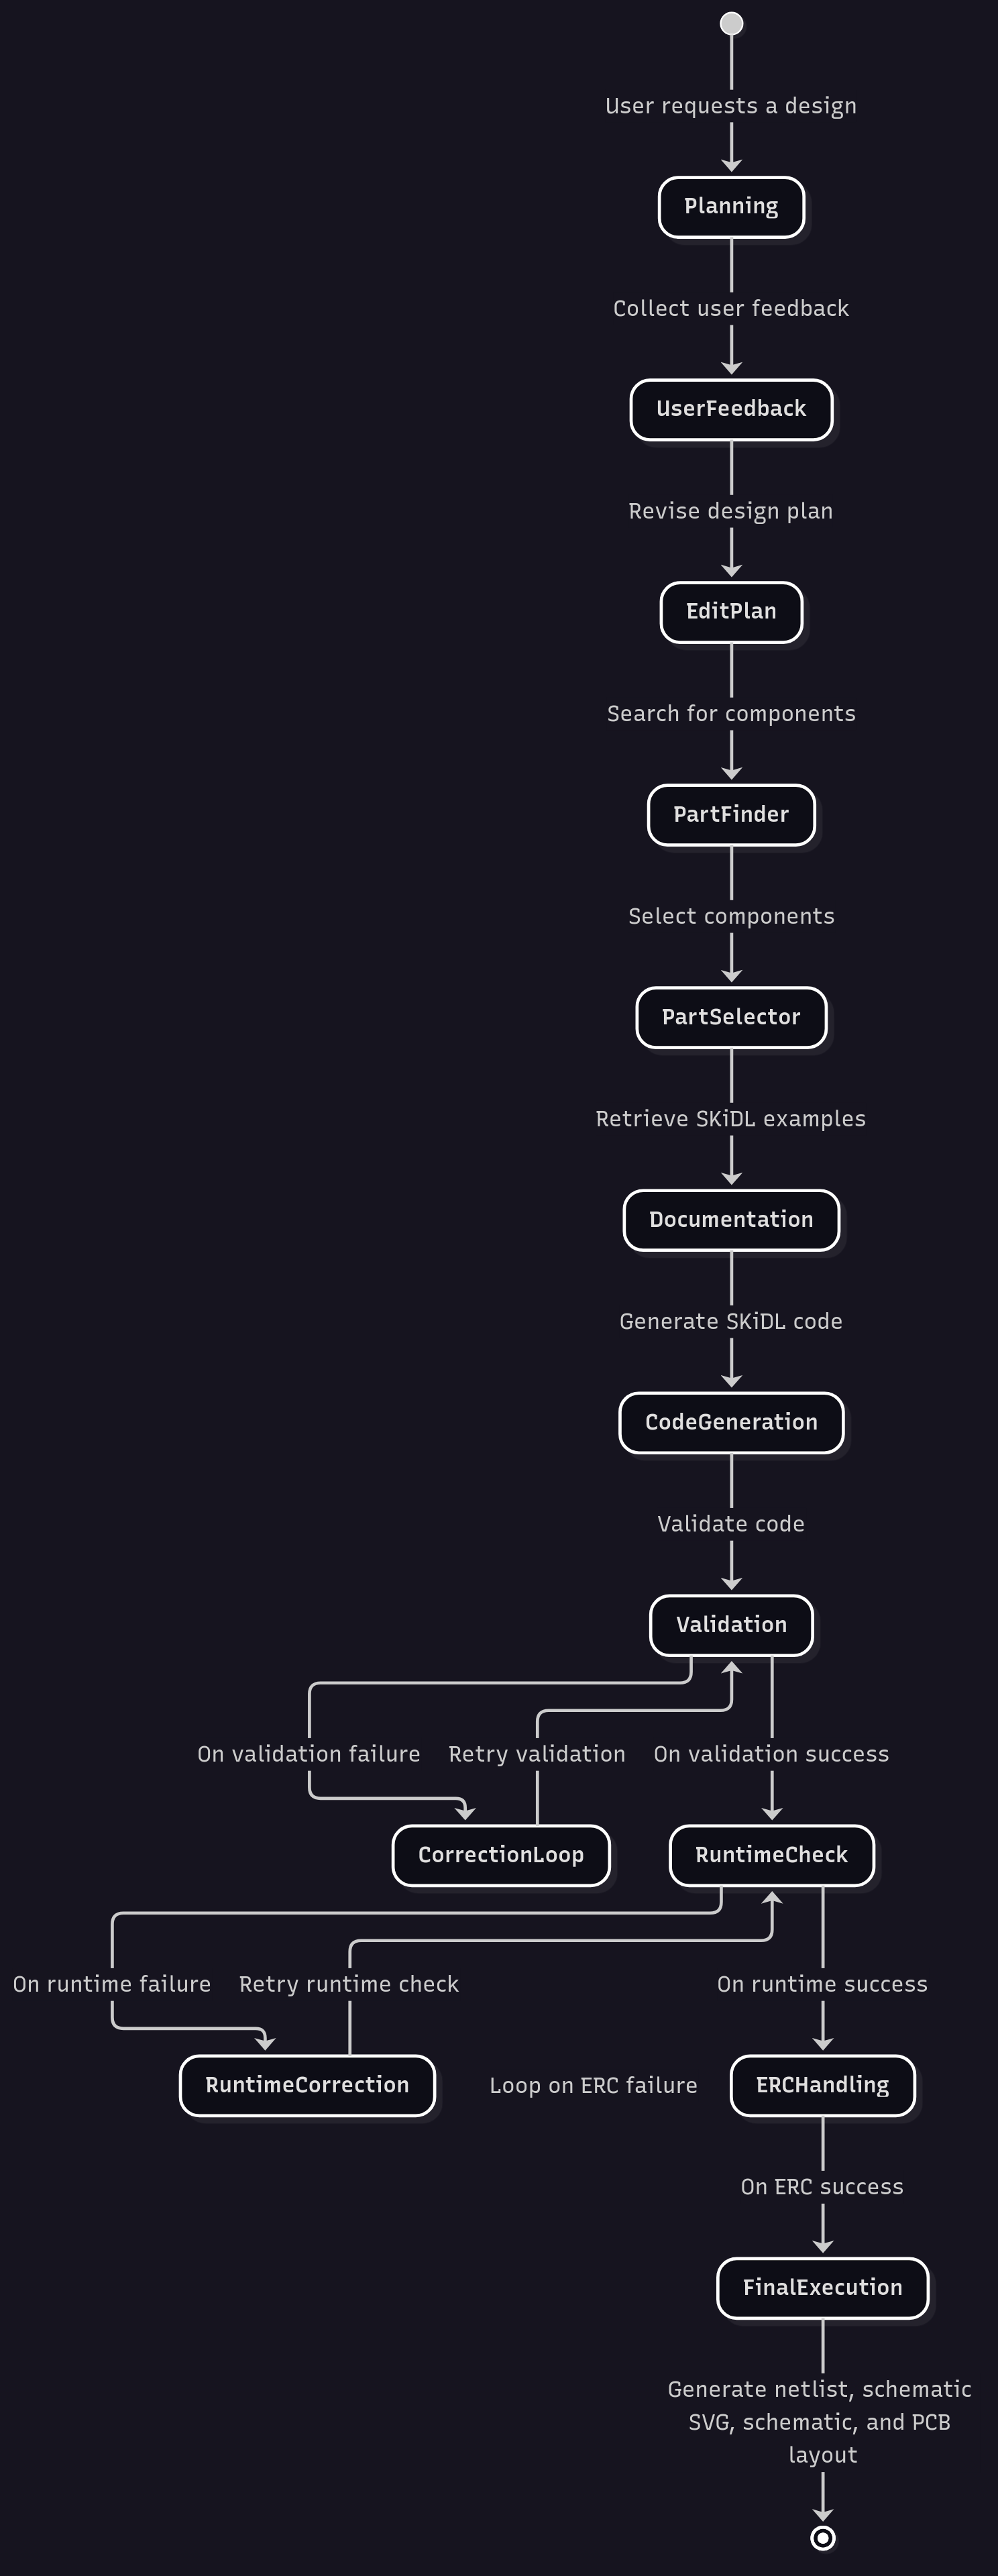 User requests a design
Planning
Collect user feedback
UserFeedback
Revise design plan
EditPlan
Search for components
PartFinder
Select components
PartSelector
Retrieve SKiDL examples
Documentation
Generate SKiDL code
CodeGeneration
Validate code
Validation
On validation failure
Retry validation
On validation success
CorrectionLoop
RuntimeCheck
On runtime failure
Retry runtime check
On runtime success
RuntimeCorrection
Loop on ERC failure
ERCHandling
On ERC success
FinalExecution
Generate netlist, schematic
SVG, schematic, and PCB
layout